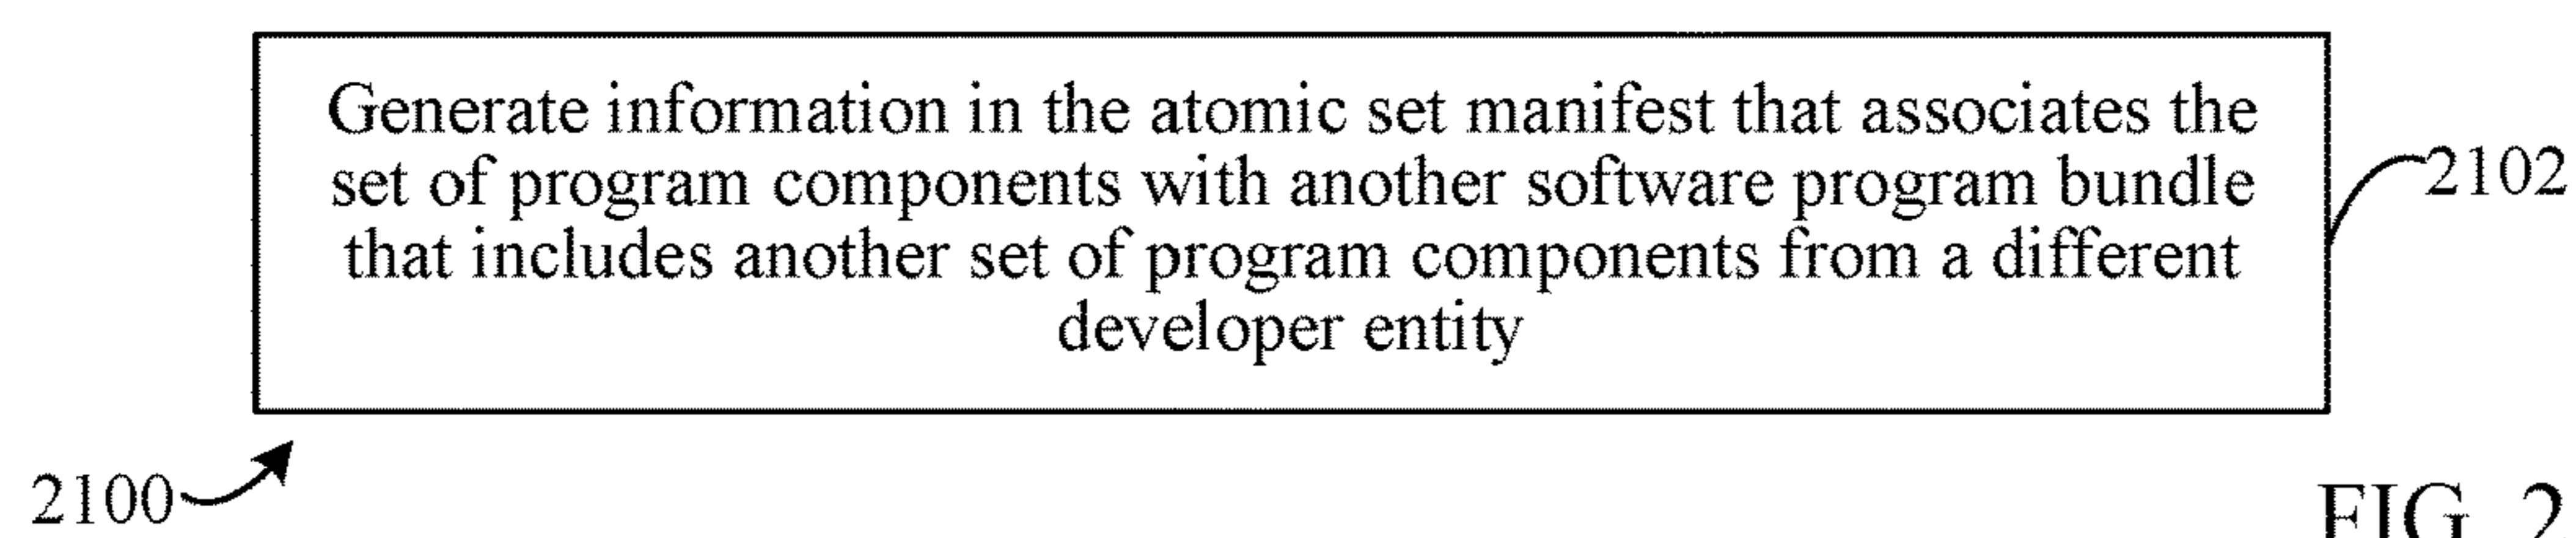 Generate information in the atomic set manifest that associates the
set of program components with another software program bundle
that includes another set of program components from a different
developer entity
2102
2100
FIG. 2